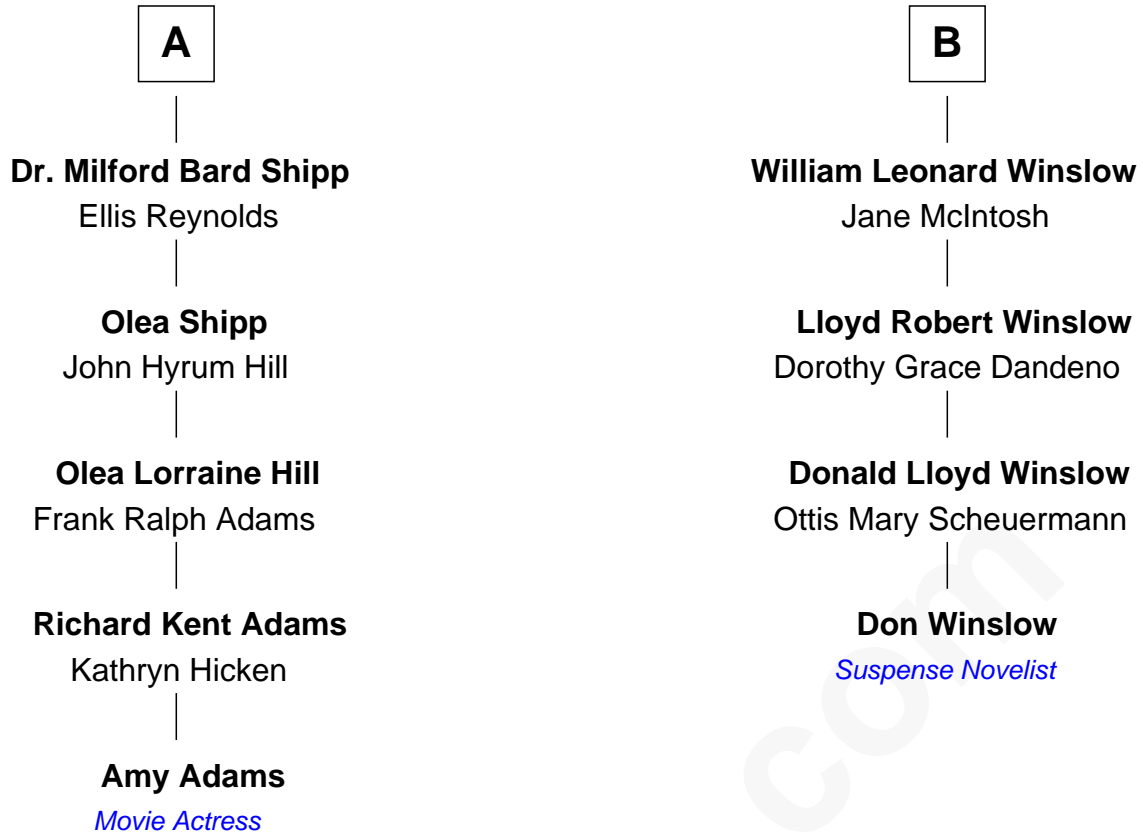 A
Dr. Milford Bard Shipp
Ellis Reynolds
Olea Shipp
John Hyrum Hill
Olea Lorraine Hill
Frank Ralph Adams
Richard Kent Adams
Kathryn Hicken
Amy Adams
Movie Actress
B
William Leonard Winslow
Jane McIntosh
Lloyd Robert Winslow
Dorothy Grace Dandeno
Donald Lloyd Winslow
Ottis Mary Scheuermann
Don Winslow
Suspense Novelist
com